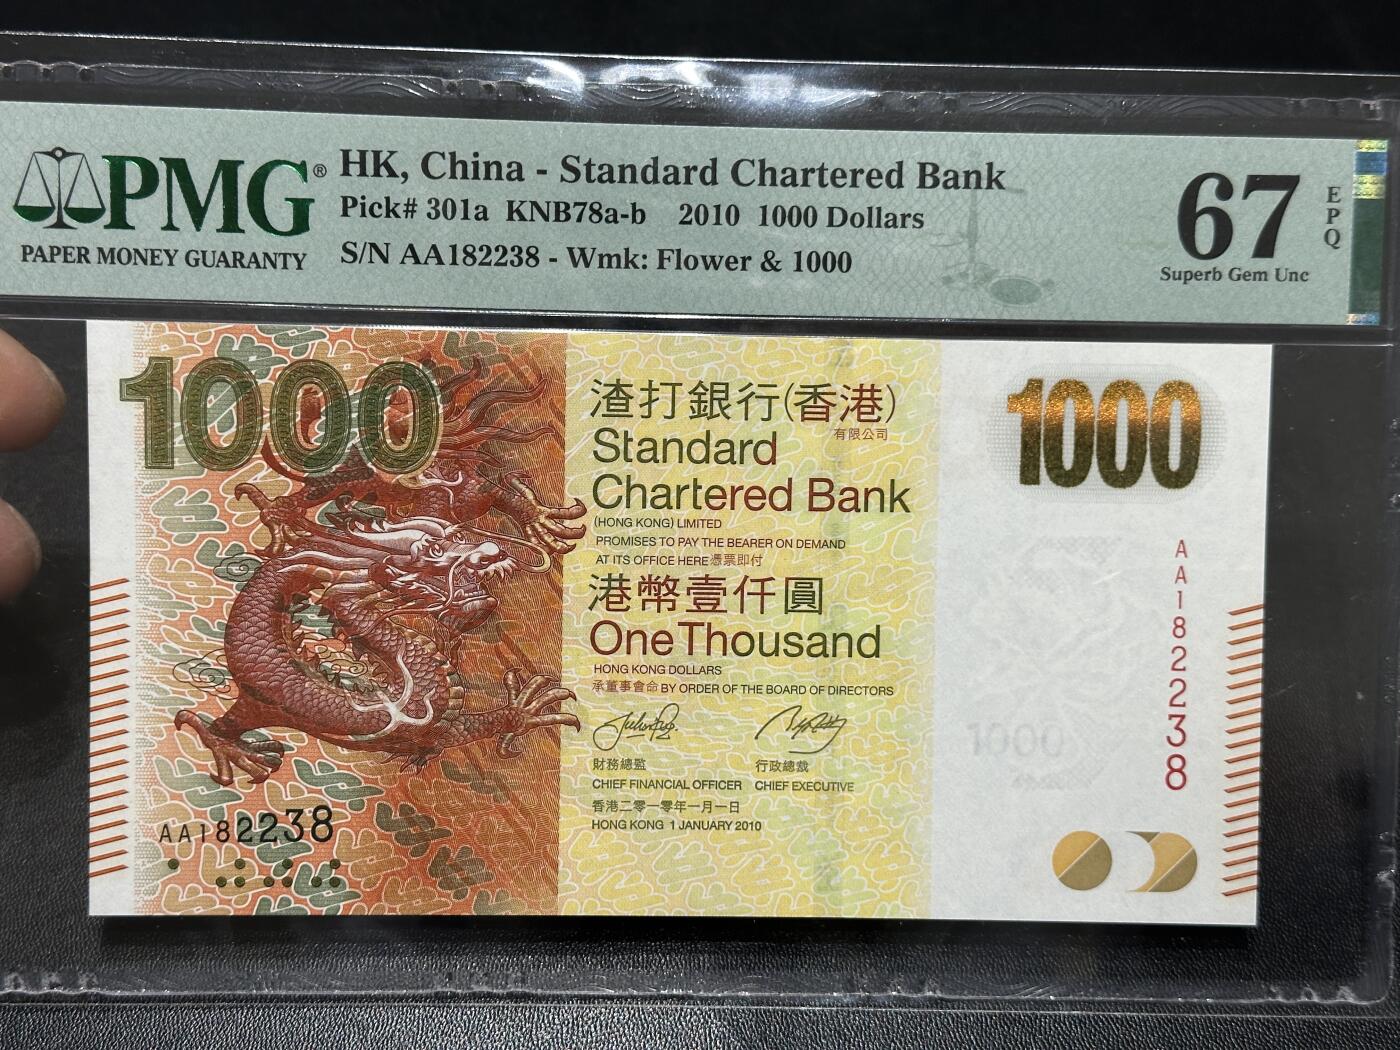 PMG®
PAPER MONEY GUARANTY
HK, China - Standard Chartered Bank
Pick# 301a KNB78a-b 2010 1000 Dollars
S/N AA182238 - Wmk: Flower & 1000
67
EPQ
Superb Gem Unc
1000
渣打銀行(香港)
有限公司
Standard
Chartered Bank
(HONG KONG) LIMITED
PROMISES TO PAY THE BEARER ON DEMAND
AT ITS OFFICE HERE 憑票即付
港幣壹仟圓
One Thousand
HONG KONG DOLLARS
承董事會命 BY ORDER OF THE BOARD OF DIRECTORS
財務總監 行政總裁
CHIEF FINANCIAL OFFICER CHIEF EXECUTIVE
香港二零一零年一月一日
HONG KONG 1 JANUARY 2010
AA182238
1000
AA182238
1000